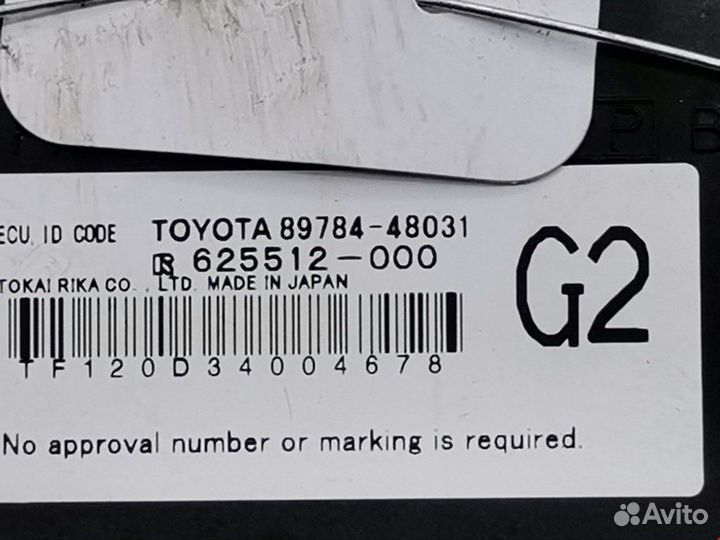 P B
ECU, ID CODE TOYOTA 89784-48031
R 625512-000
TOKAI RIKA CO., LTD. MADE IN JAPAN
G2
TF120D34004678
No approval number or marking is required.
Avito